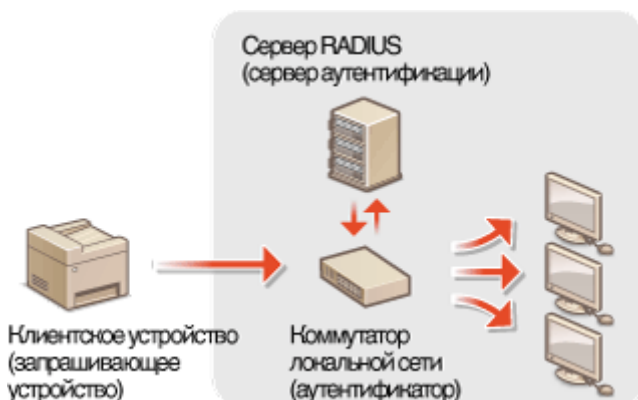 Сервер RADIUS
(сервер аутентификации)
Клиентское устройство
(запрашивающее
устройство)
Коммутатор
локальной сети
(аутентификатор)